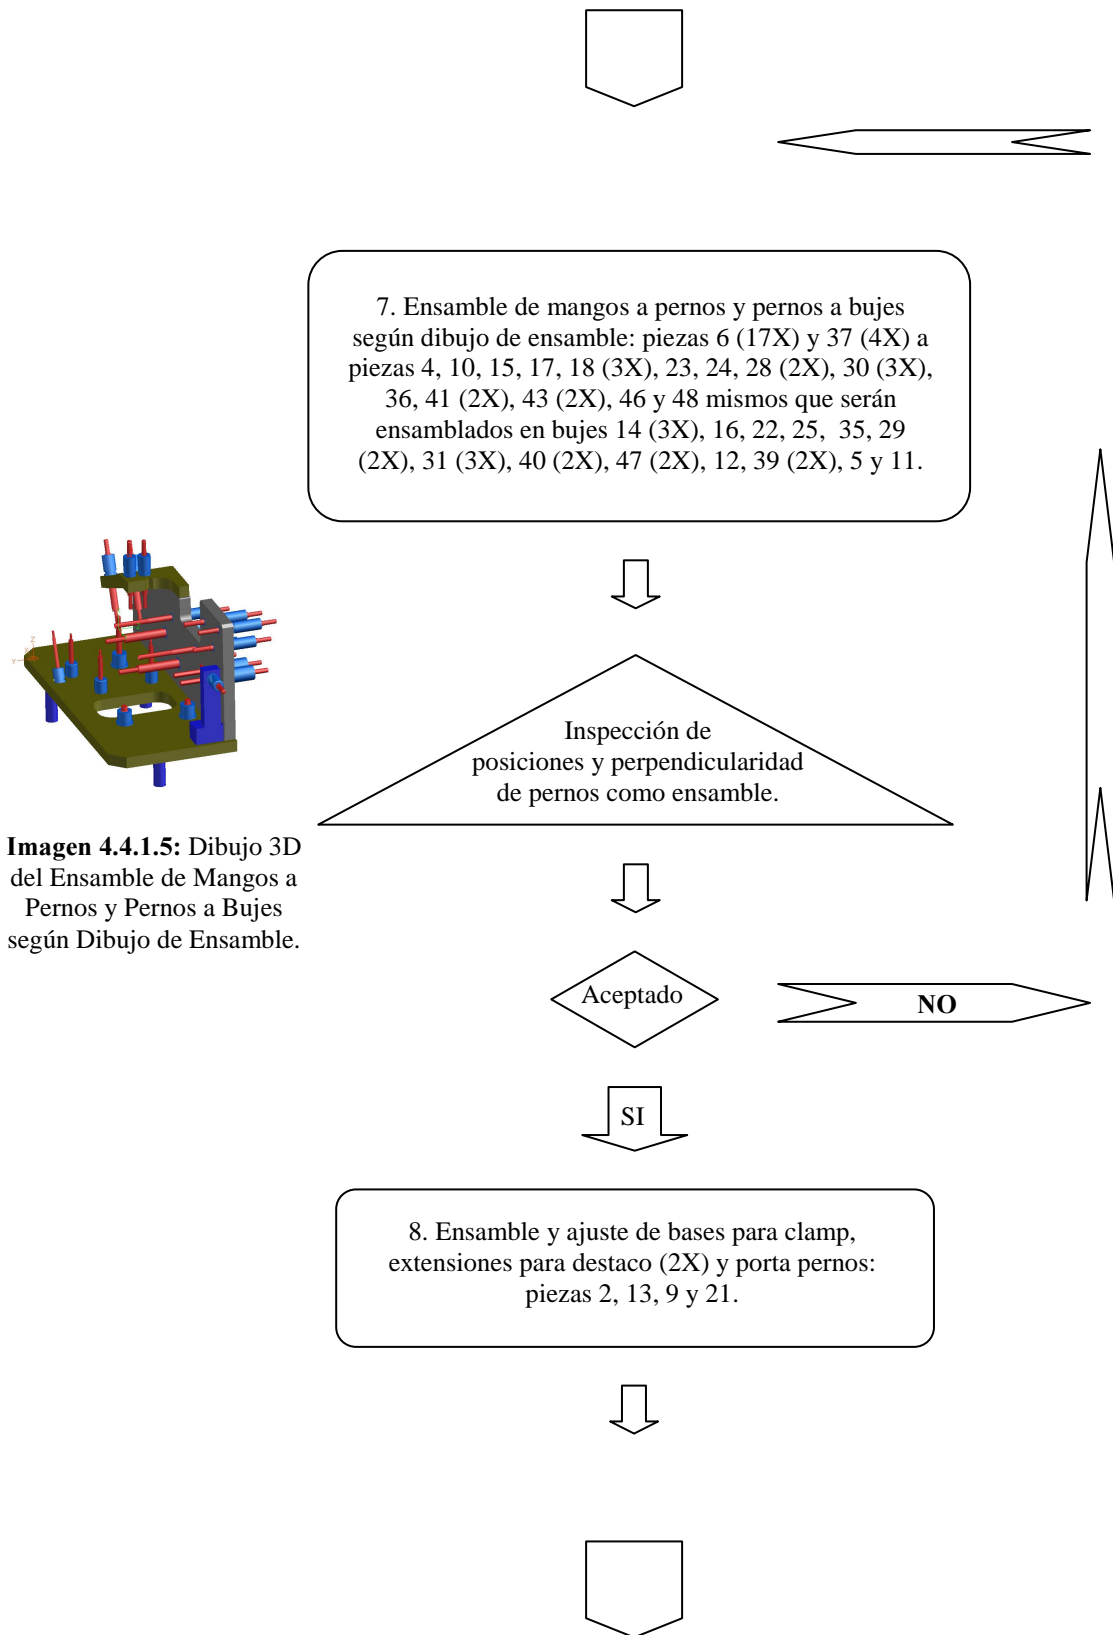 7. Ensamble de mangos a pernos y pernos a bujes
según dibujo de ensamble: piezas 6 (17X) y 37 (4X) a
piezas 4, 10, 15, 17, 18 (3X), 23, 24, 28 (2X), 30 (3X),
36, 41 (2X), 43 (2X), 46 y 48 mismos que serán
ensamblados en bujes 14 (3X), 16, 22, 25, 35, 29
(2X), 31 (3X), 40 (2X), 47 (2X), 12, 39 (2X), 5 y 11.
Inspección de
posiciones y perpendicularidad
de pernos como ensamble.
Imagen 4.4.1.5: Dibujo 3D
del Ensamble de Mangos a
Pernos y Pernos a Bujes
según Dibujo de Ensamble.
Aceptado
NO
SI
8. Ensamble y ajuste de bases para clamp,
extensiones para destaco (2X) y porta pernos:
piezas 2, 13, 9 y 21.